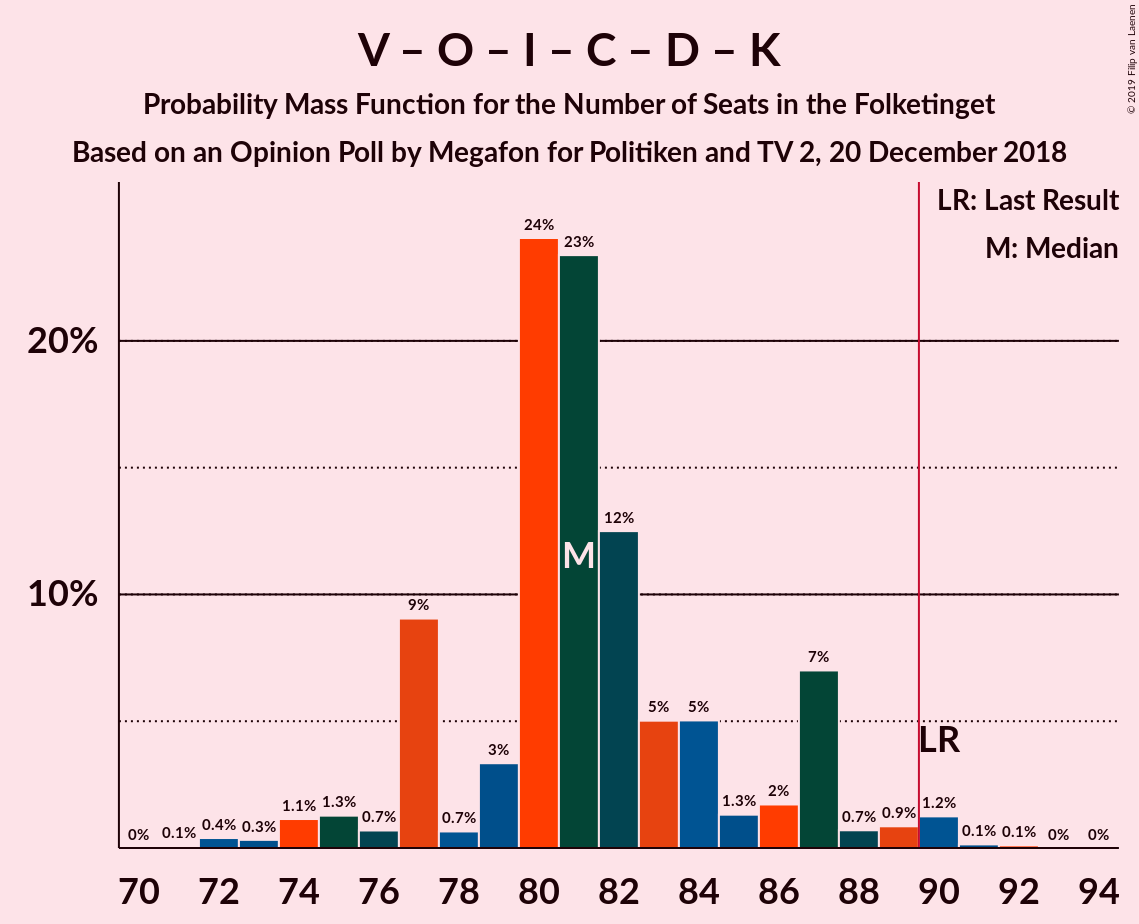 V – O – I – C – D – K
Probability Mass Function for the Number of Seats in the Folketinget
Based on an Opinion Poll by Megafon for Politiken and TV 2, 20 December 2018
© 2019 Filip van Laenen
LR: Last Result
M: Median
20%
10%
0% 0.1% 0.4% 0.3% 1.1% 1.3% 0.7% 9% 0.7% 3% 24% 23% 12% 5% 5% 1.3% 2% 7% 0.7% 0.9% 1.2% 0.1% 0.1% 0% 0%
M
LR
70 72 74 76 78 80 82 84 86 88 90 92 94